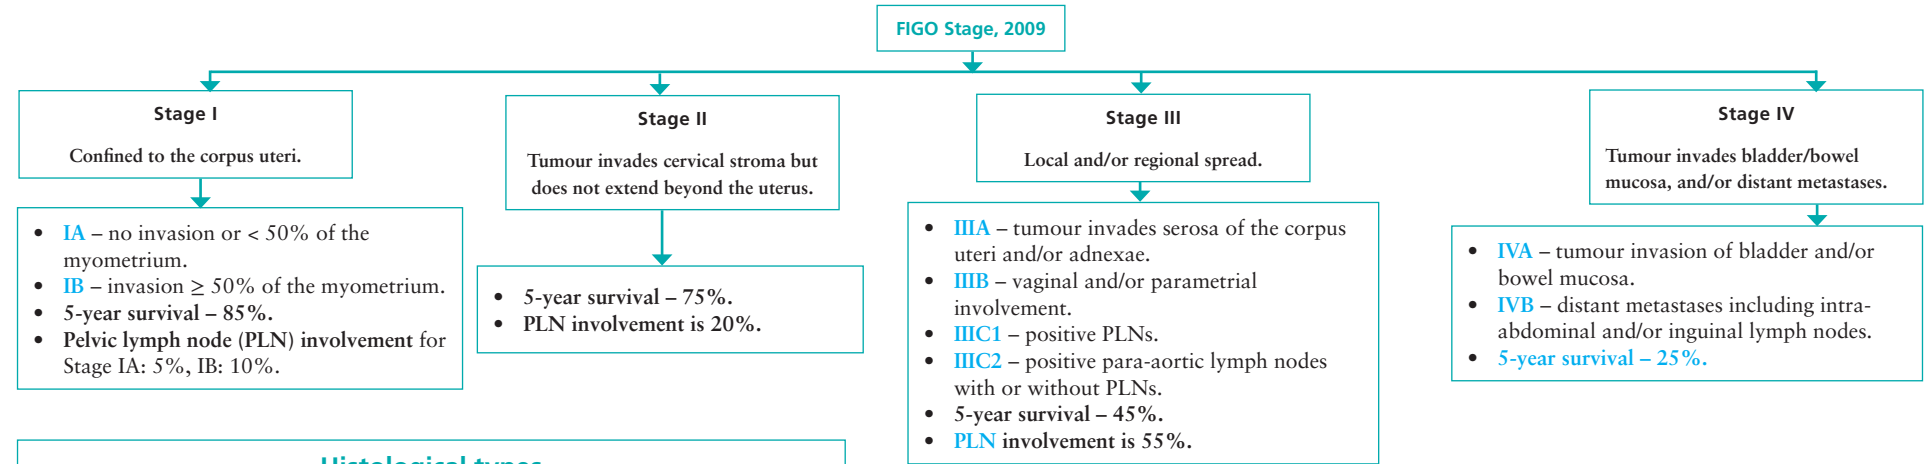 FIGO Stage, 2009
Stage I
Confined to the corpus uteri.
• IA – no invasion or < 50% of the
myometrium.
• IB – invasion ≥ 50% of the myometrium.
• 5-year survival – 85%.
• Pelvic lymph node (PLN) involvement for
Stage IA: 5%, IB: 10%.
Stage II
Tumour invades cervical stroma but
does not extend beyond the uterus.
• 5-year survival – 75%.
• PLN involvement is 20%.
Stage III
Local and/or regional spread.
• IIIA – tumour invades serosa of the corpus
uteri and/or adnexae.
• IIIB – vaginal and/or parametrial
involvement.
• IIIC1 – positive PLNs.
• IIIC2 – positive para-aortic lymph nodes
with or without PLNs.
• 5-year survival – 45%.
• PLN involvement is 55%.
Stage IV
Tumour invades bladder/bowel
mucosa, and/or distant metastases.
• IVA – tumour invasion of bladder and/or
bowel mucosa.
• IVB – distant metastases including intra-
abdominal and/or inguinal lymph nodes.
• 5-year survival – 25%.
Histological types